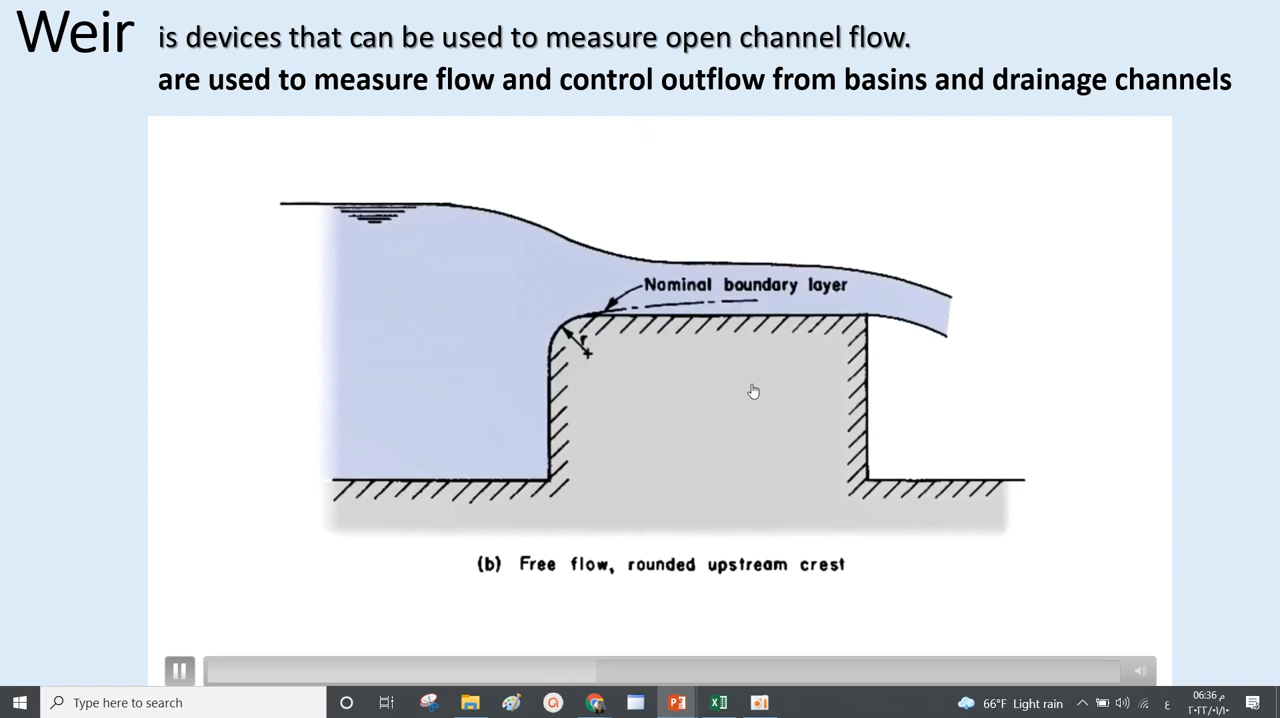 Weir is devices that can be used to measure open channel flow.
are used to measure flow and control outflow from basins and drainage channels
Nominal boundary layer
r
(b) Free flow, rounded upstream crest
Type here to search
66°F Light rain
ع
06:36 م